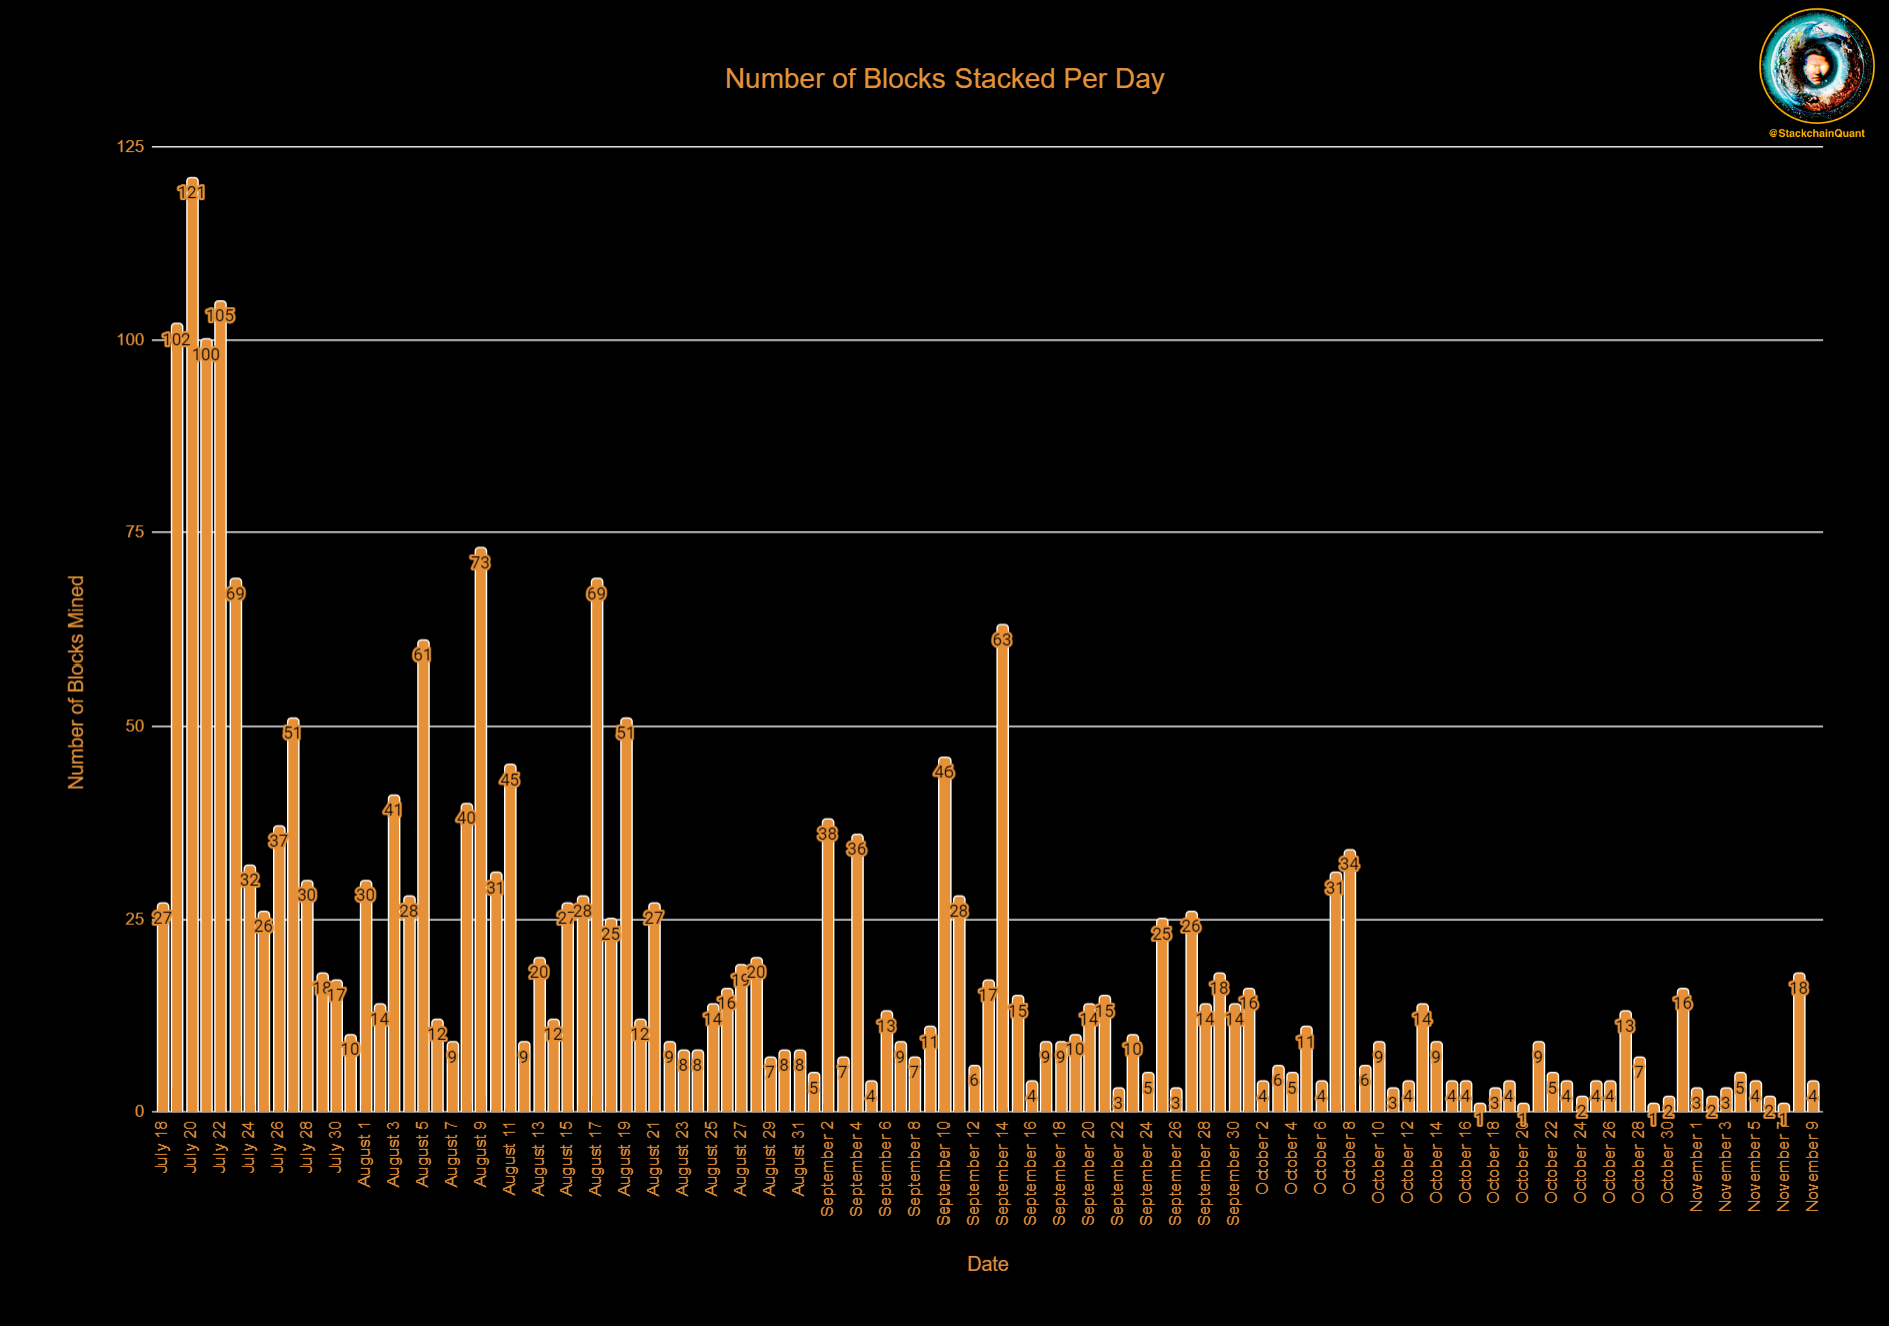 Number of Blocks Stacked Per Day
@StackchainQuant
Number of Blocks Mined
125
100
75
50
25
0
27
102
121
100
105
69
32
26
37
51
30
18
17
10
30
14
41
28
61
12
9
40
73
31
45
9
20
12
27
28
69
25
51
12
27
9
8
8
14
16
19
20
7
8
8
5
38
7
36
4
13
9
7
11
46
28
6
17
63
15
4
9
9
10
14
15
3
10
5
25
3
26
14
18
14
16
4
6
5
11
4
31
34
6
9
3
4
14
9
4
4
1
3
4
1
9
5
4
2
4
4
13
7
1
2
16
3
2
3
5
4
2
1
18
4
July 18
July 20
July 22
July 24
July 26
July 28
July 30
August 1
August 3
August 5
August 7
August 9
August 11
August 13
August 15
August 17
August 19
August 21
August 23
August 25
August 27
August 29
August 31
September 2
September 4
September 6
September 8
September 10
September 12
September 14
September 16
September 18
September 20
September 22
September 24
September 26
September 28
September 30
October 2
October 4
October 6
October 8
October 10
October 12
October 14
October 16
October 18
October 20
October 22
October 24
October 26
October 28
October 30
November 1
November 3
November 5
November 7
November 9
Date